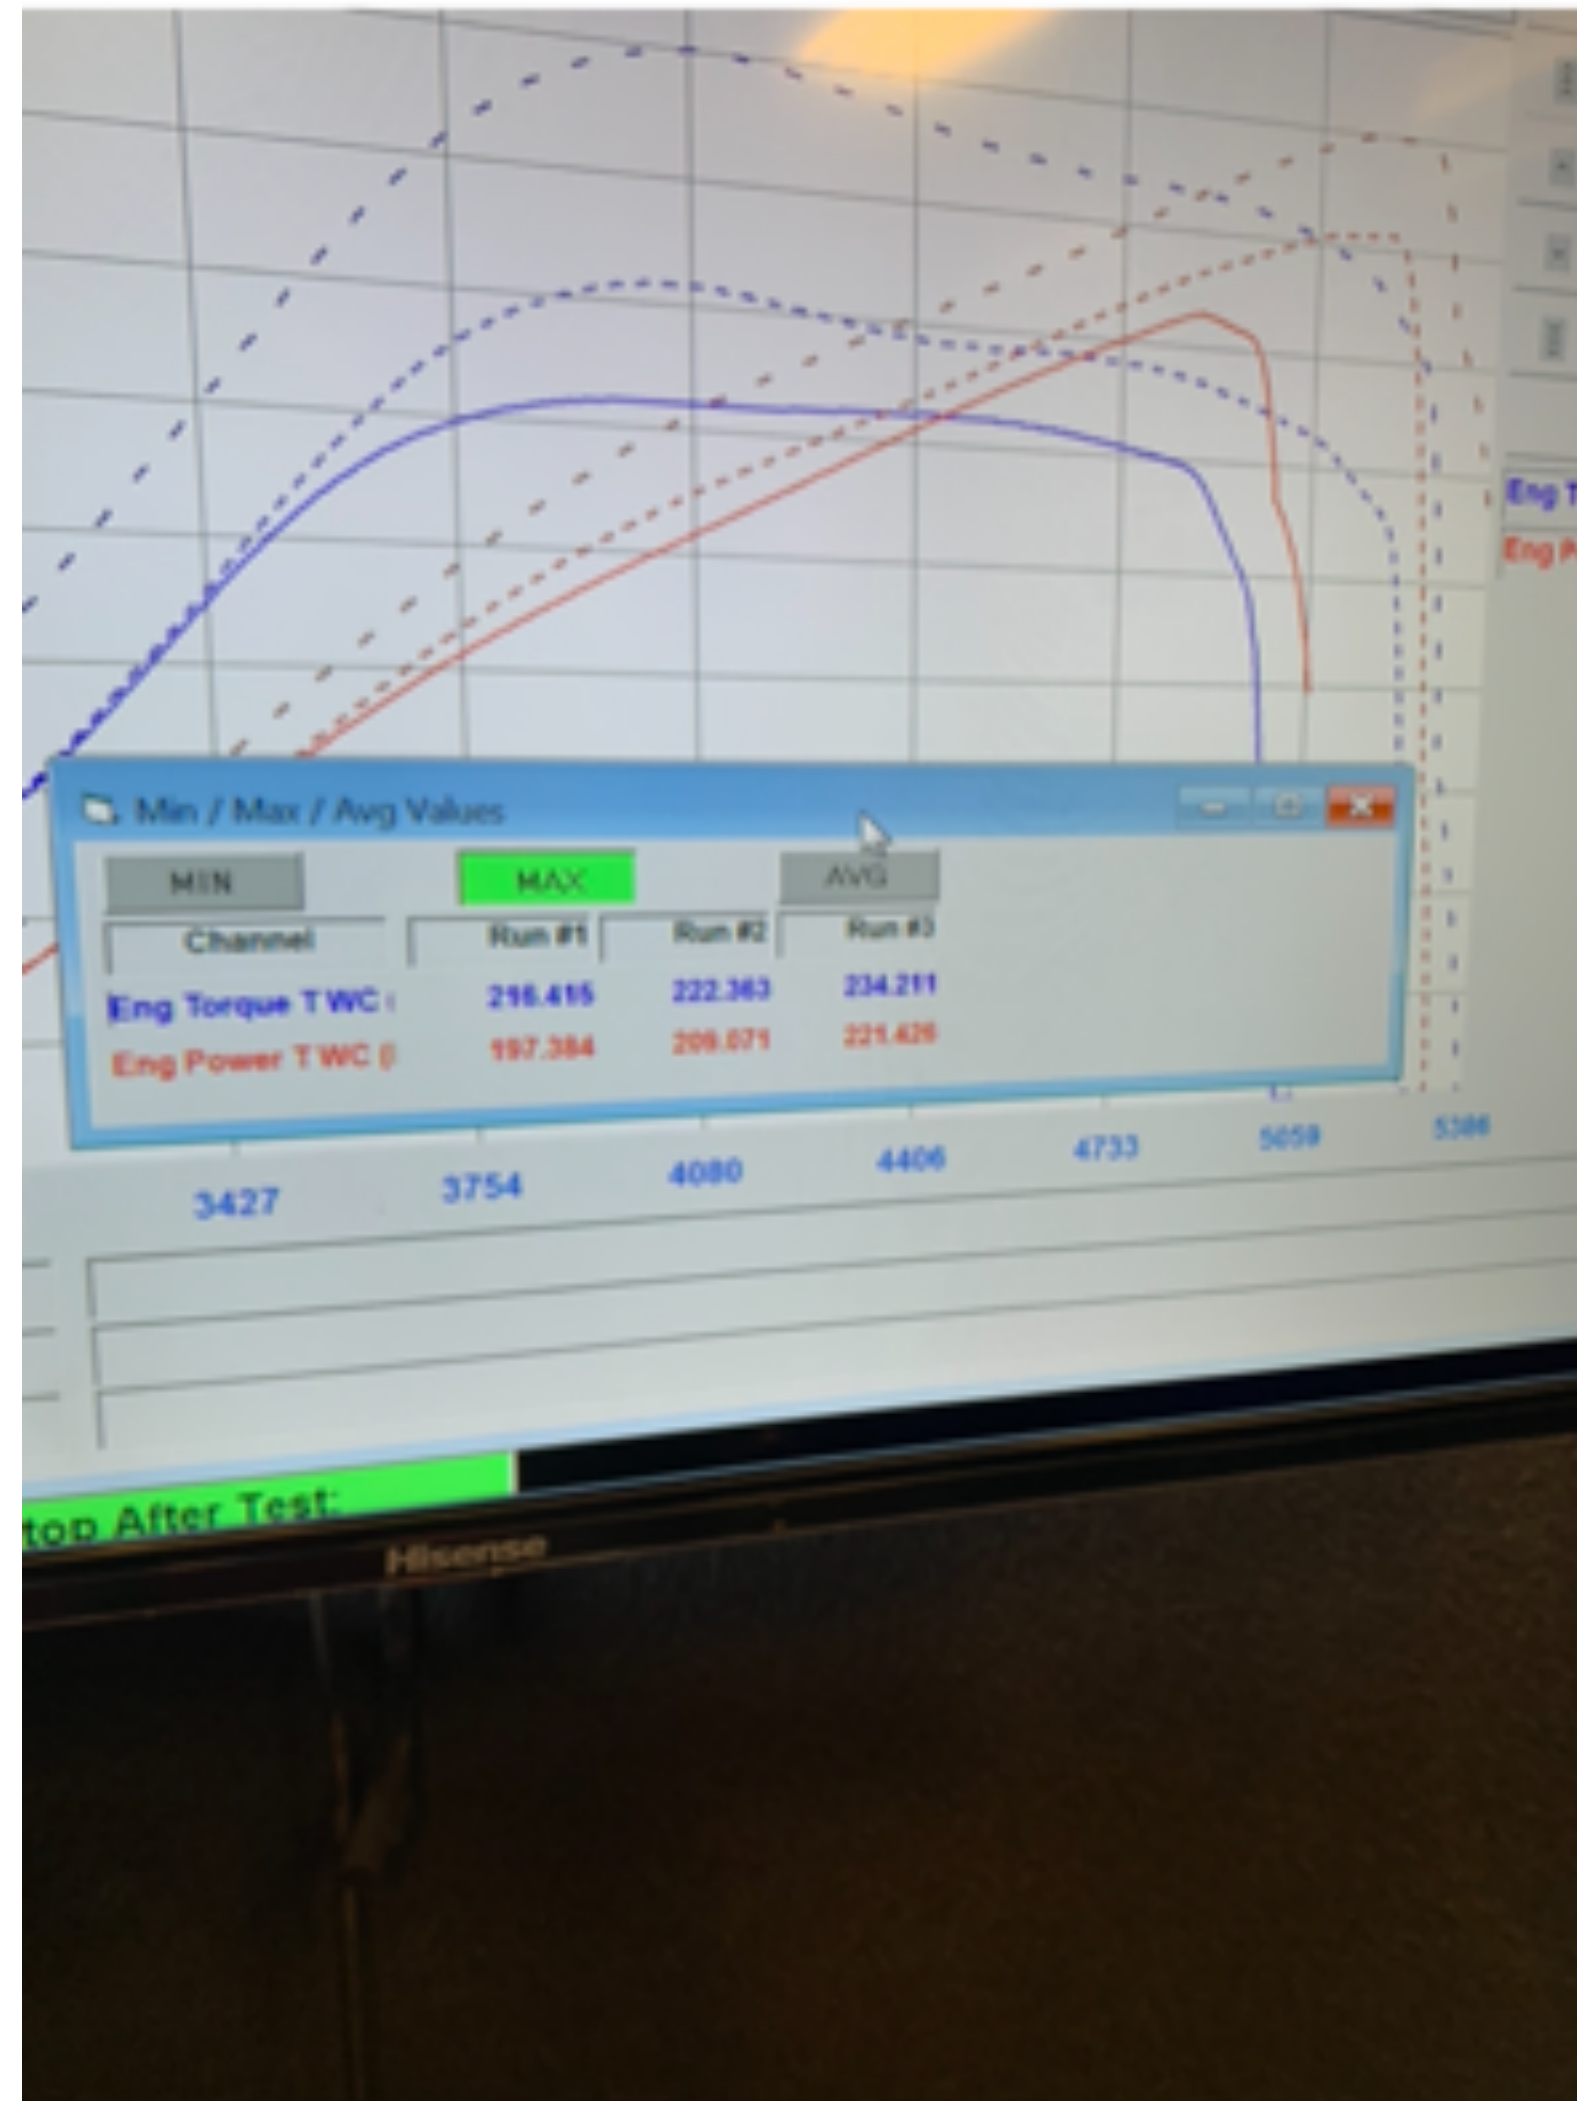 Eng T
Eng P
Min / Max / Avg Values
MIN MAX AVG
Channel Run #1 Run #2 Run #3
Eng Torque TWC 222.363 234.211
Eng Power TWC ( 197.384 209.071 221.426
3427 3754 4080 4406 4733 5059 5386
top After Test:
Hisense